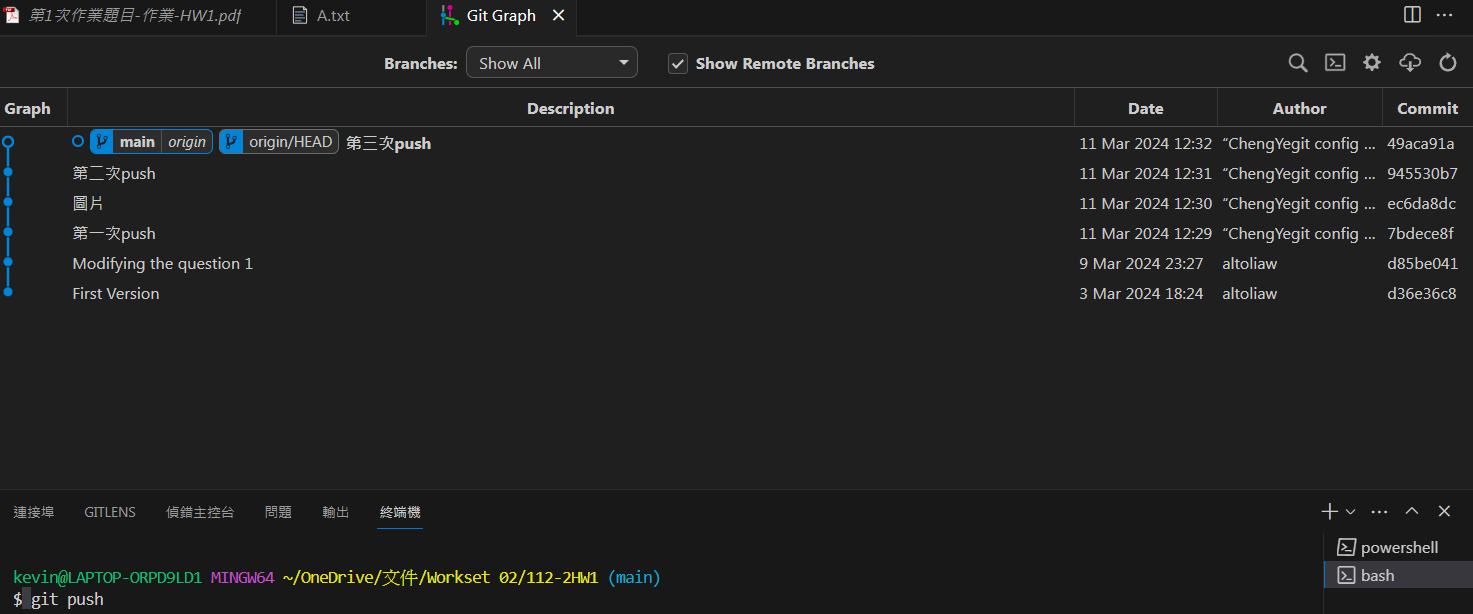 第1次作業題目-作業-HW1.pdf A.txt Git Graph
Branches: Show All Show Remote Branches
Graph Description Date Author Commit
main origin origin/HEAD 第三次push 11 Mar 2024 12:32 “ChengYegit config ... 49aca91a
第二次push 11 Mar 2024 12:31 “ChengYegit config ... 945530b7
圖片 11 Mar 2024 12:30 “ChengYegit config ... ec6da8dc
第一次push 11 Mar 2024 12:29 “ChengYegit config ... 7bdece8f
Modifying the question 1 9 Mar 2024 23:27 altoliaw d85be041
First Version 3 Mar 2024 18:24 altoliaw d36e36c8
連接埠 GITLENS 偵錯主控台 問題 輸出 終端機
powershell
kevin@LAPTOP-ORPD9LD1 MINGW64 ~/OneDrive/文件/Workset 02/112-2HW1 (main)
bash
$ git push